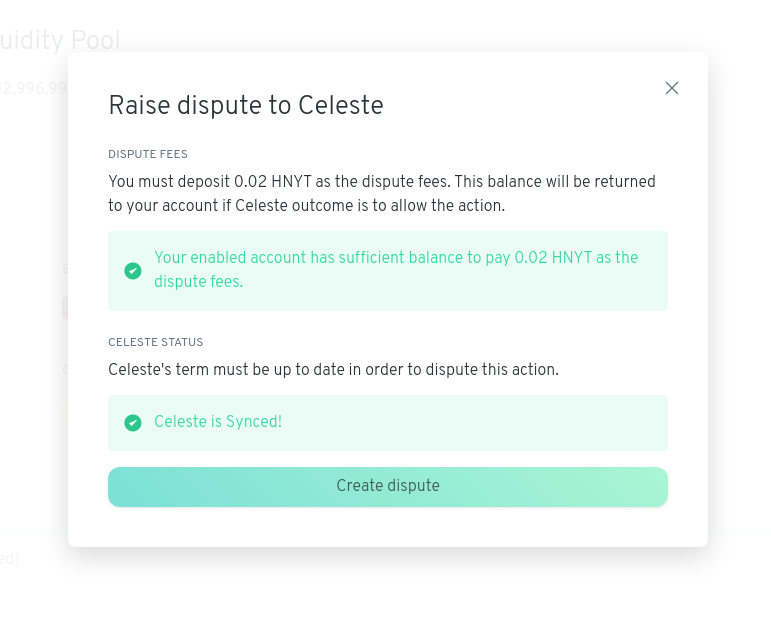 uidity Pool
2,996,99
Raise dispute to Celeste
DISPUTE FEES
You must deposit 0.02 HNYT as the dispute fees. This balance will be returned
to your account if Celeste outcome is to allow the action.
Your enabled account has sufficient balance to pay 0.02 HNYT as the
dispute fees.
CELESTE STATUS
Celeste's term must be up to date in order to dispute this action.
Celeste is Synced!
Create dispute
ed)